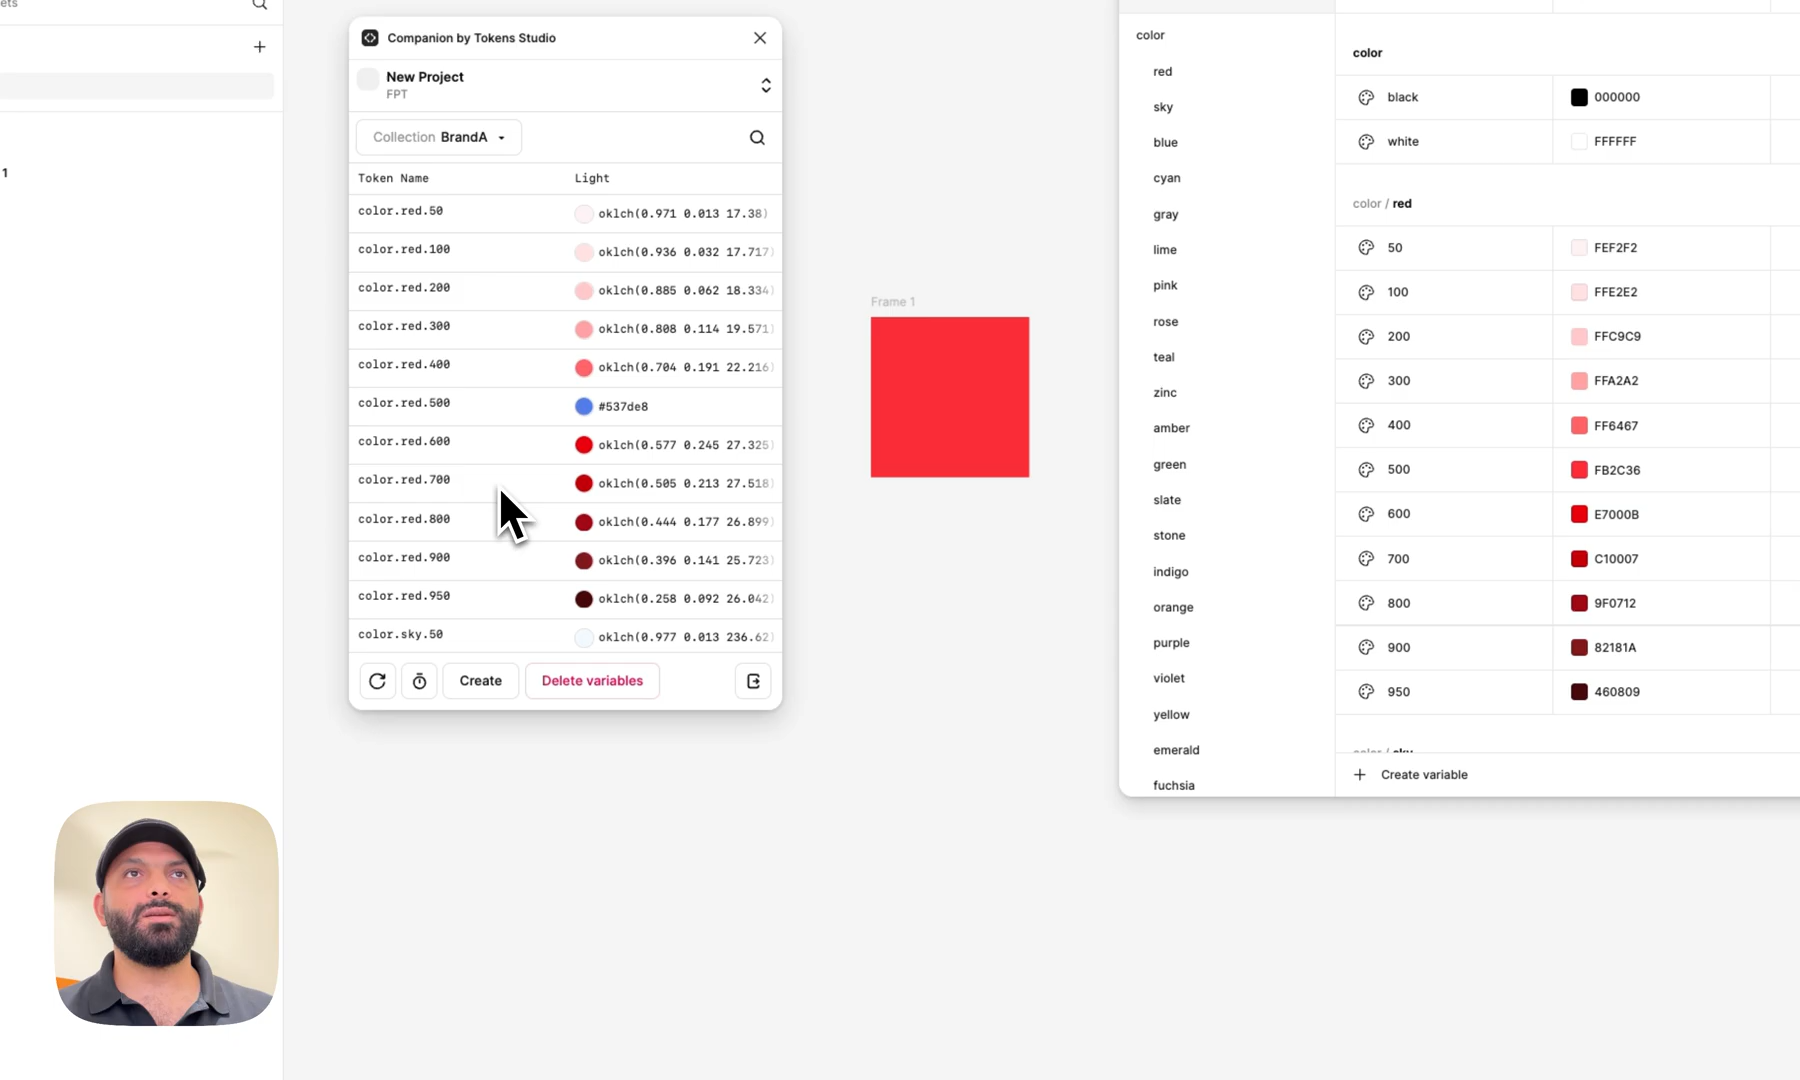 ets
1
Companion by Tokens Studio
New Project
FPT
Collection BrandA
Token Name Light
color.red.50 oklch(0.971 0.013 17.38)
color.red.100 oklch(0.936 0.032 17.717)
color.red.200 oklch(0.885 0.062 18.334)
color.red.300 oklch(0.808 0.114 19.571)
color.red.400 oklch(0.704 0.191 22.216)
color.red.500 #537de8
color.red.600 oklch(0.577 0.245 27.325)
color.red.700 oklch(0.505 0.213 27.518)
color.red.800 oklch(0.444 0.177 26.899)
color.red.900 oklch(0.396 0.141 25.723)
color.red.950 oklch(0.258 0.092 26.042)
color.sky.50 oklch(0.977 0.013 236.62)
Create Delete variables
Frame 1
color
red
sky
blue
cyan
gray
lime
pink
rose
teal
zinc
amber
green
slate
stone
indigo
orange
purple
violet
yellow
emerald
fuchsia
color
black 000000
white FFFFFF
color / red
50 FEF2F2
100 FFE2E2
200 FFC9C9
300 FFA2A2
400 FF6467
500 FB2C36
600 E7000B
700 C10007
800 9F0712
900 82181A
950 460809
color / sky
Create variable